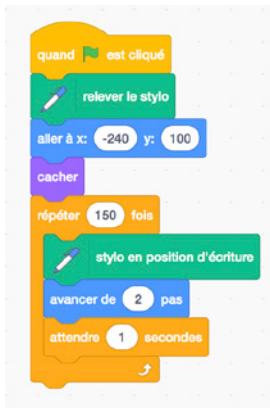 quand est cliqué
relever le stylo
aller à x: -240 y: 100
cacher
répéter 150 fois
stylo en position d'écriture
avancer de 2 pas
attendre 1 secondes